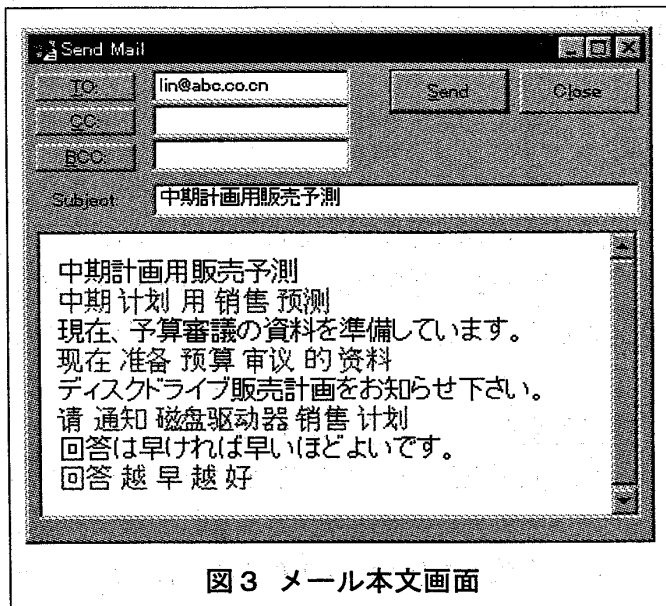 Send Mail
TO: lin@abc.co.cn Send Close
CC:
BCC:
Subject 中期計画用販売予測
中期計画用販売予測
中期 计划 用 销售 预测
現在、予算審議の資料を準備しています。
现在 准备 预算 审议 的 资料
ディスクドライブ販売計画をお知らせ下さい。
请 通知 磁盘驱动器 销售 计划
回答は早ければ早いほどよいです。
回答 越 早 越 好
図3 メール本文画面